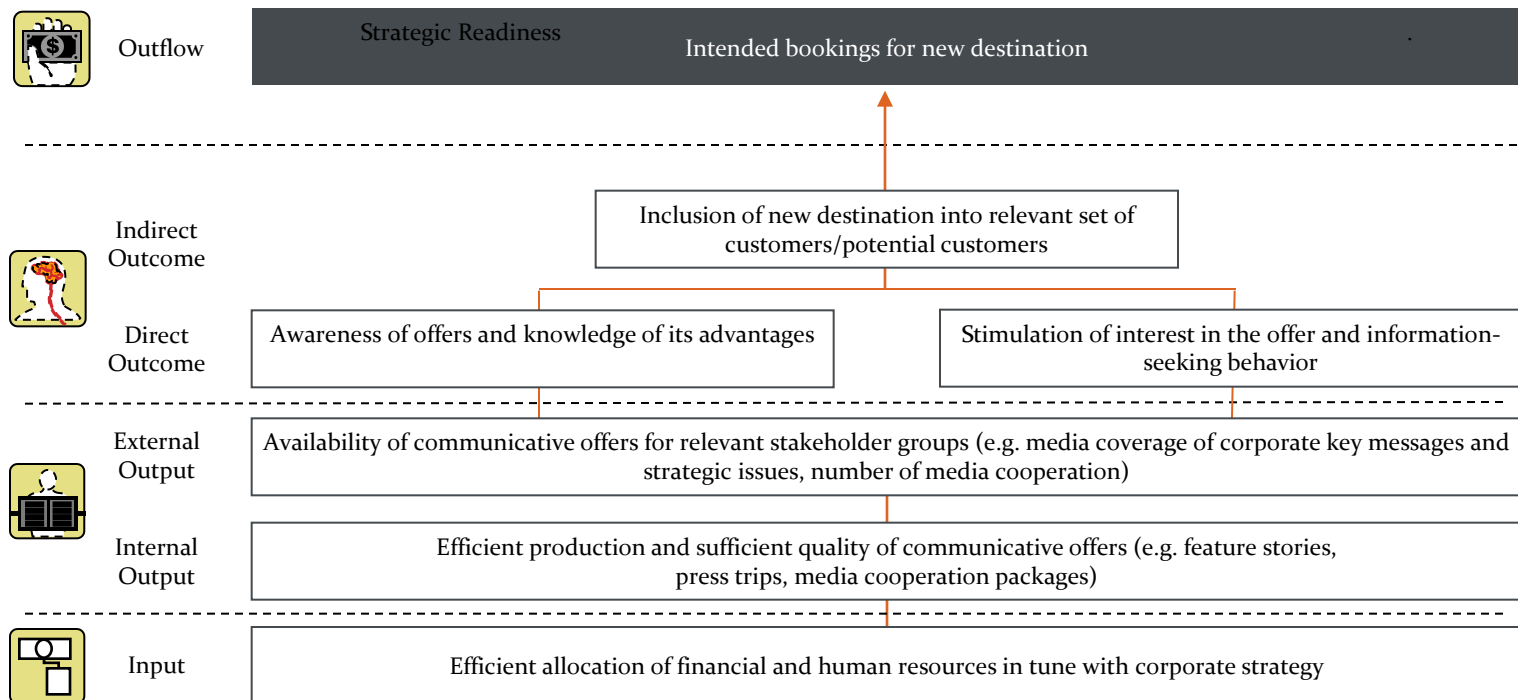 Outflow
Strategic Readiness
Intended bookings for new destination
.
Indirect
Outcome
Inclusion of new destination into relevant set of
customers/potential customers
Direct
Outcome
Awareness of offers and knowledge of its advantages
Stimulation of interest in the offer and information-
seeking behavior
External
Output
Availability of communicative offers for relevant stakeholder groups (e.g. media coverage of corporate key messages and
strategic issues, number of media cooperation)
Internal
Output
Efficient production and sufficient quality of communicative offers (e.g. feature stories,
press trips, media cooperation packages)
Input
Efficient allocation of financial and human resources in tune with corporate strategy